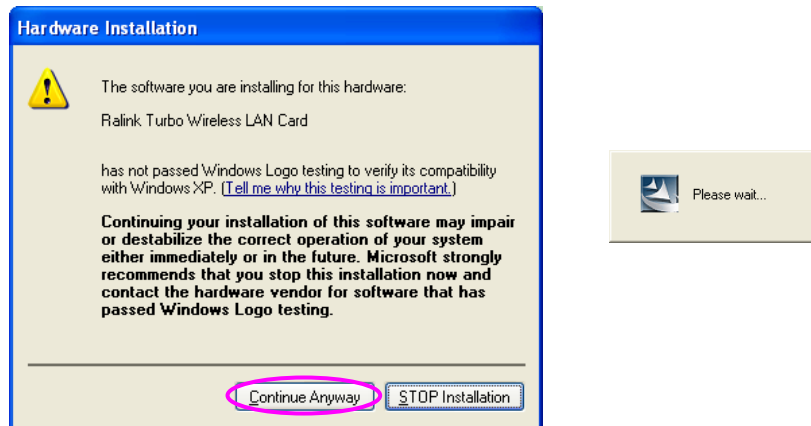 Hardware Installation
The software you are installing for this hardware:
Ralink Turbo Wireless LAN Card
has not passed Windows Logo testing to verify its compatibility
with Windows XP. (Tell me why this testing is important.)
Continuing your installation of this software may impair
or destabilize the correct operation of your system
either immediately or in the future. Microsoft strongly
recommends that you stop this installation now and
contact the hardware vendor for software that has
passed Windows Logo testing.
Continue Anyway
STOP Installation
Please wait...